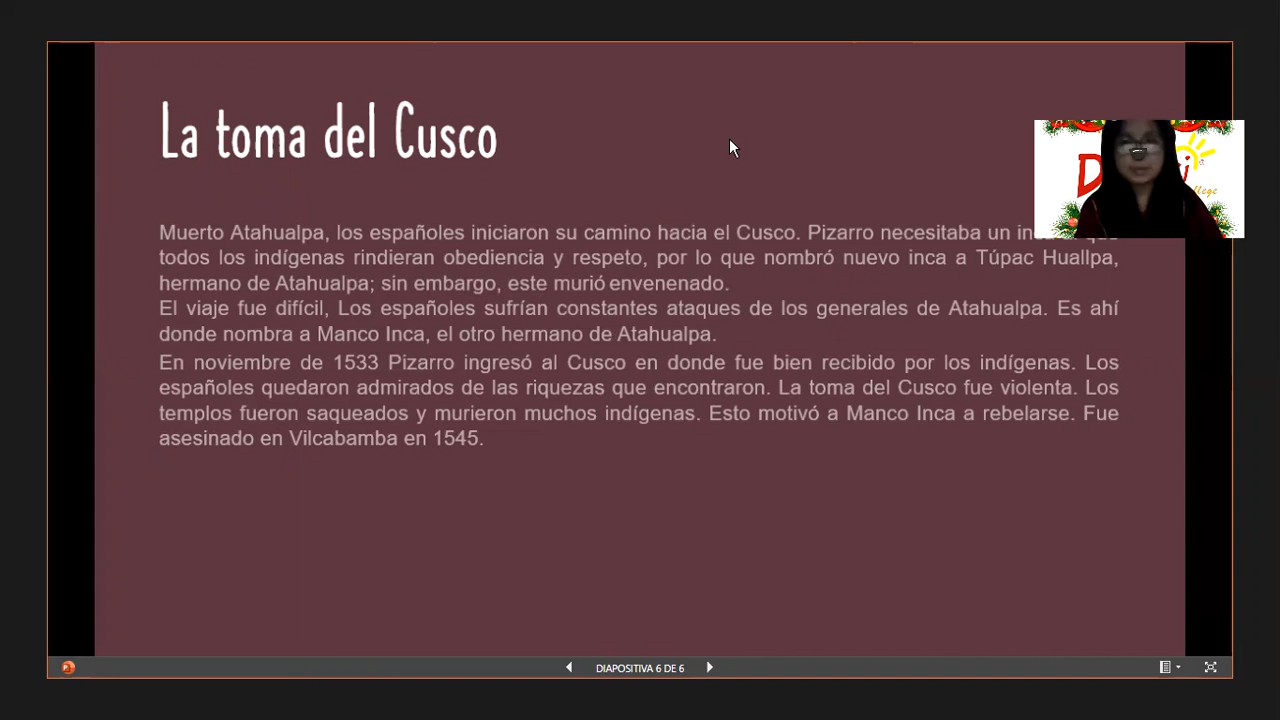 La toma del Cusco
Muerto Atahualpa, los españoles iniciaron su camino hacia el Cusco. Pizarro necesitaba un
todos los indígenas rindieran obediencia y respeto, por lo que nombró nuevo inca a Túpac Huallpa,
hermano de Atahualpa; sin embargo, este murió envenenado.
El viaje fue difícil, Los españoles sufrían constantes ataques de los generales de Atahualpa. Es ahí
donde nombra a Manco Inca, el otro hermano de Atahualpa.
En noviembre de 1533 Pizarro ingresó al Cusco en donde fue bien recibido por los indígenas. Los
españoles quedaron admirados de las riquezas que encontraron. La toma del Cusco fue violenta. Los
templos fueron saqueados y murieron muchos indígenas. Esto motivó a Manco Inca a rebelarse. Fue
asesinado en Vilcabamba en 1545.
DIAPOSITIVA 6 DE 6